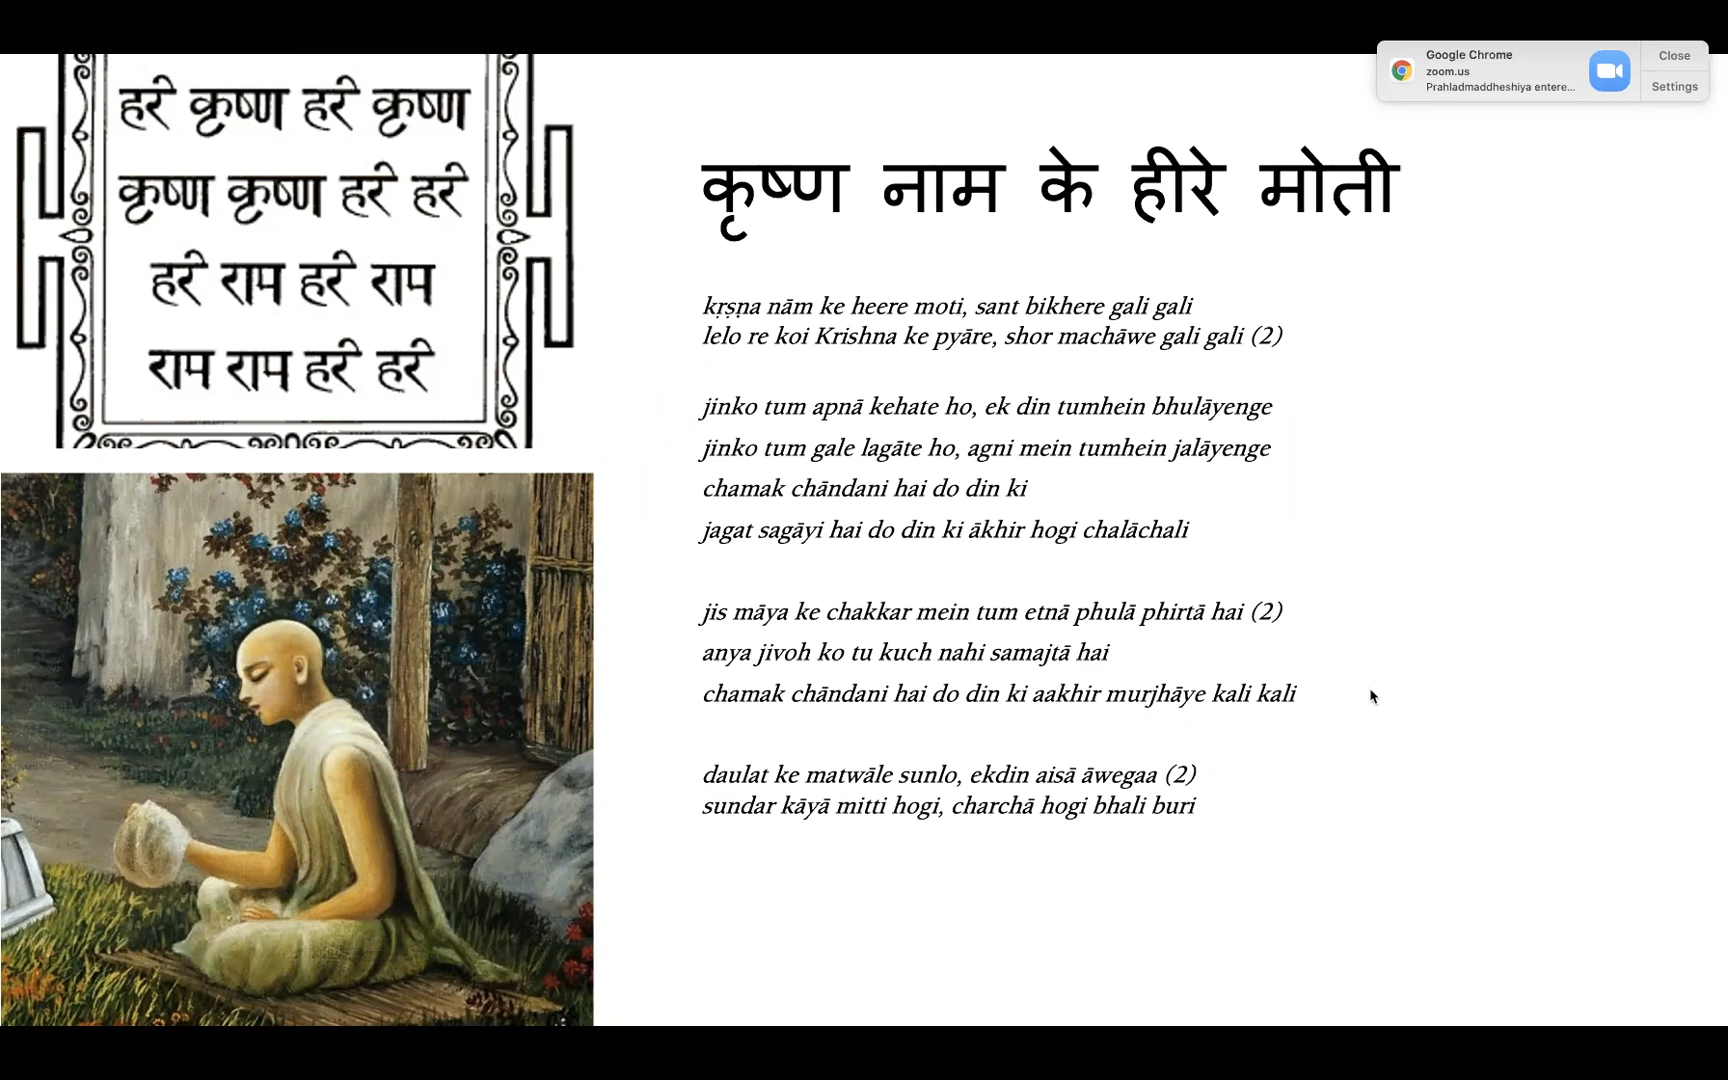 हरे कृष्ण हरे कृष्ण
कृष्ण कृष्ण हरे हरे
हरे राम हरे राम
राम राम हरे हरे
Google Chrome
zoom.us
Prahladmaddheshiya entere...
Close
Settings
कृष्ण नाम के हीरे मोती
kṛṣṇa nām ke heere moti, sant bikhere gali gali
lelo re koi Krishna ke pyāre, shor machāwe gali gali (2)
jinko tum apnā kehate ho, ek din tumhein bhulāyenge
jinko tum gale lagāte ho, agni mein tumhein jalāyenge
chamak chāndani hai do din ki
jagat sagāyi hai do din ki ākhir hogi chalāchali
jis māya ke chakkar mein tum etnā phulā phirtā hai (2)
anya jivoh ko tu kuch nahi samajtā hai
chamak chāndani hai do din ki aakhir murjhāye kali kali
daulat ke matwāle sunlo, ekdin aisā āwegaa (2)
sundar kāyā mitti hogi, charchā hogi bhali buri